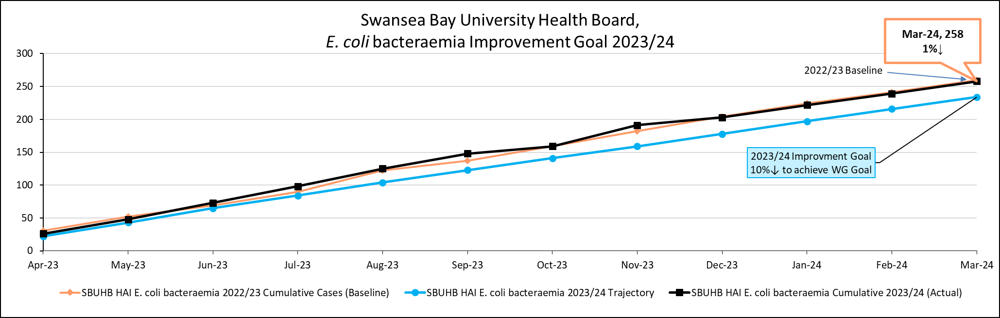 Swansea Bay University Health Board,
E. coli bacteraemia Improvement Goal 2023/24
Mar-24, 258
1%↓
2022/23 Baseline
2023/24 Improvment Goal
10%↓ to achieve WG Goal
300
250
200
150
100
50
0
Apr-23
May-23
Jun-23
Jul-23
Aug-23
Sep-23
Oct-23
Nov-23
Dec-23
Jan-24
Feb-24
Mar-24
SBUHB HAI E. coli bacteraemia 2022/23 Cumulative Cases (Baseline)
SBUHB HAI E. coli bacteraemia 2023/24 Trajectory
SBUHB HAI E. coli bacteraemia Cumulative 2023/24 (Actual)